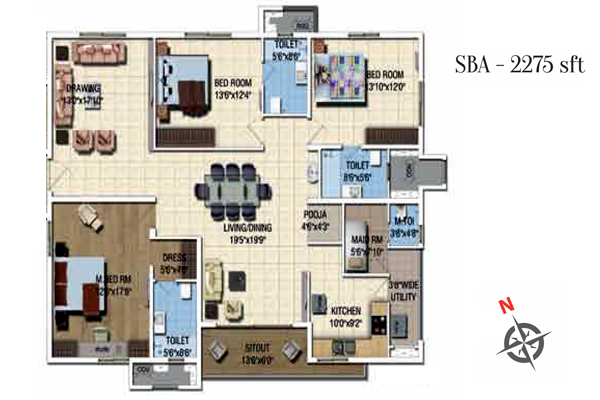 ODU
TOILET
5'6"x8'6"
BED ROOM
13'6"x12'4"
BED ROOM
13'10"x12'0"
DRAWING
13'0"x17'10"
SBA - 2275 sft
TOILET
8'6"x5'6"
ODU
LIVING/DINING
19'5"x19'9"
POOJA
4'6"x4'3"
M-TOI
3'6"x4'8"
MAID RM
5'6"x7'10"
DRESS
5'6"x4'6"
M.BED RM
12'0"x17'6"
3'8"WIDE
UTILITY
KITCHEN
10'0"x9'2"
TOILET
5'6"x8'6"
SITOUT
13'6"x6'0"
ODU
N